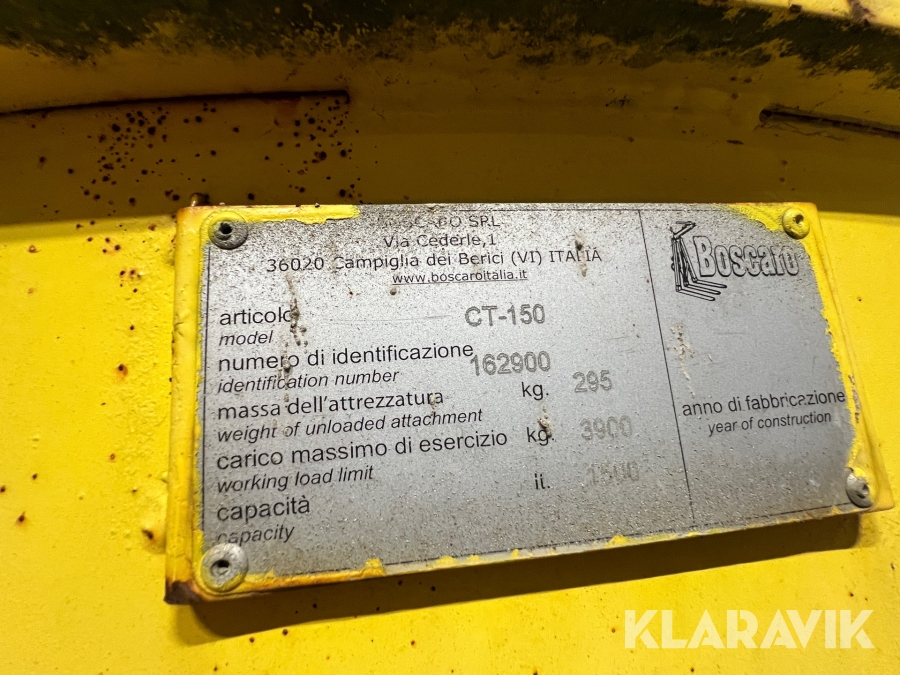 SRL
Via Cederle,1
36020 Campiglia dei Berici (VI) ITALIA
www.boscaroitalia.it
Boscaro
articolo CT-150
model
numero di identificazione 162900
identification number
massa dell'attrezzatura kg. 295
weight of unloaded attachment
carico massimo di esercizio kg. 3900
working load limit
capacità lt. 1500
capacity
anno di fabbricazione
year of construction
KLARAVIK